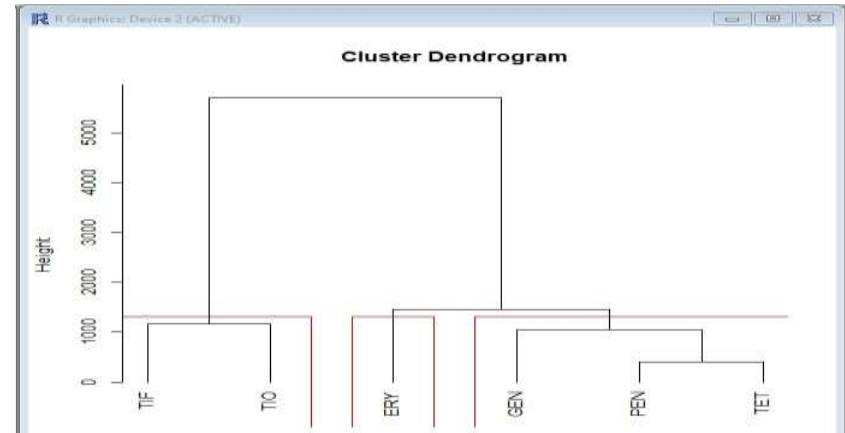 R Graphics: Device 2 (ACTIVE)
Cluster Dendrogram
Height
5000
4000
3000
2000
1000
0
TIF
TIO
ERY
GEN
PEN
TET